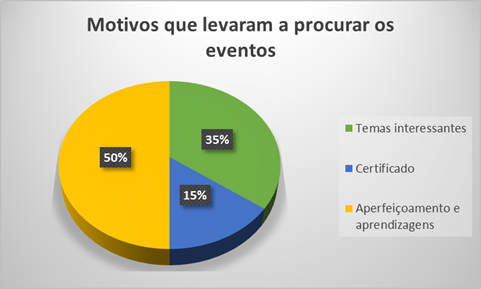 Motivos que levaram a procurar os
eventos
50%
35%
15%
Temas interessantes
Certificado
Aperfeiçoamento e
aprendizagens